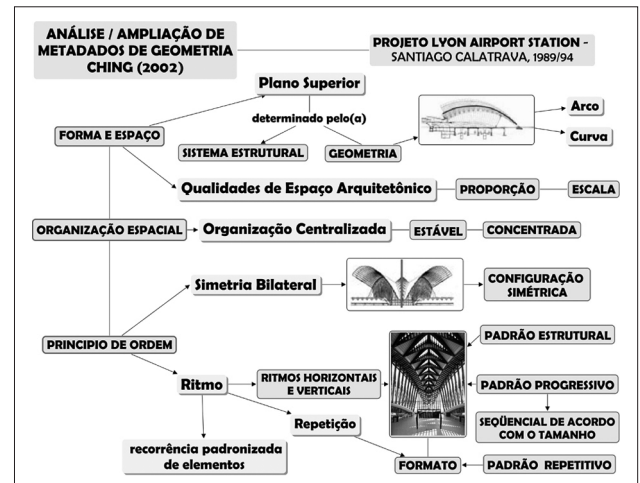 ANÁLISE / AMPLIAÇÃO DE
METADADOS DE GEOMETRIA
CHING (2002)
PROJETO LYON AIRPORT STATION -
SANTIAGO CALATRAVA, 1989/94
Plano Superior
determinado pelo(a)
Arco
Curva
FORMA E ESPAÇO
SISTEMA ESTRUTURAL
GEOMETRIA
Qualidades de Espaço Arquitetônico
PROPORÇÃO
ESCALA
ORGANIZAÇÃO ESPACIAL
Organização Centralizada
ESTÁVEL
CONCENTRADA
Simetria Bilateral
CONFIGURAÇÃO
SIMÉTRICA
PRINCIPIO DE ORDEM
PADRÃO ESTRUTURAL
Ritmo
RITMOS HORIZONTAIS
E VERTICAIS
PADRÃO PROGRESSIVO
Repetição
SEQÜENCIAL DE ACORDO
COM O TAMANHO
recorrência padronizada
de elementos
FORMATO
PADRÃO REPETITIVO